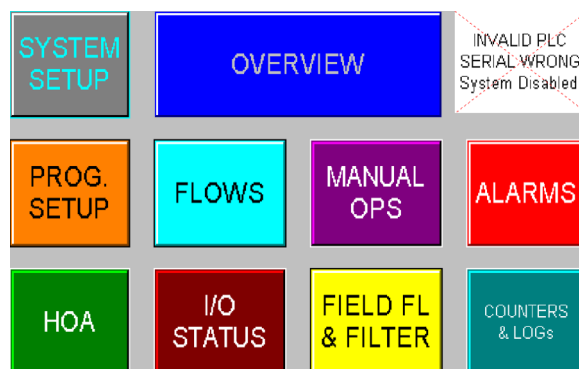 SYSTEM
SETUP
OVERVIEW
INVALID PLC
SERIAL WRONG
System Disabled
PROG.
SETUP
FLOWS
MANUAL
OPS
ALARMS
HOA
I/O
STATUS
FIELD FL
& FILTER
COUNTERS
& LOGs